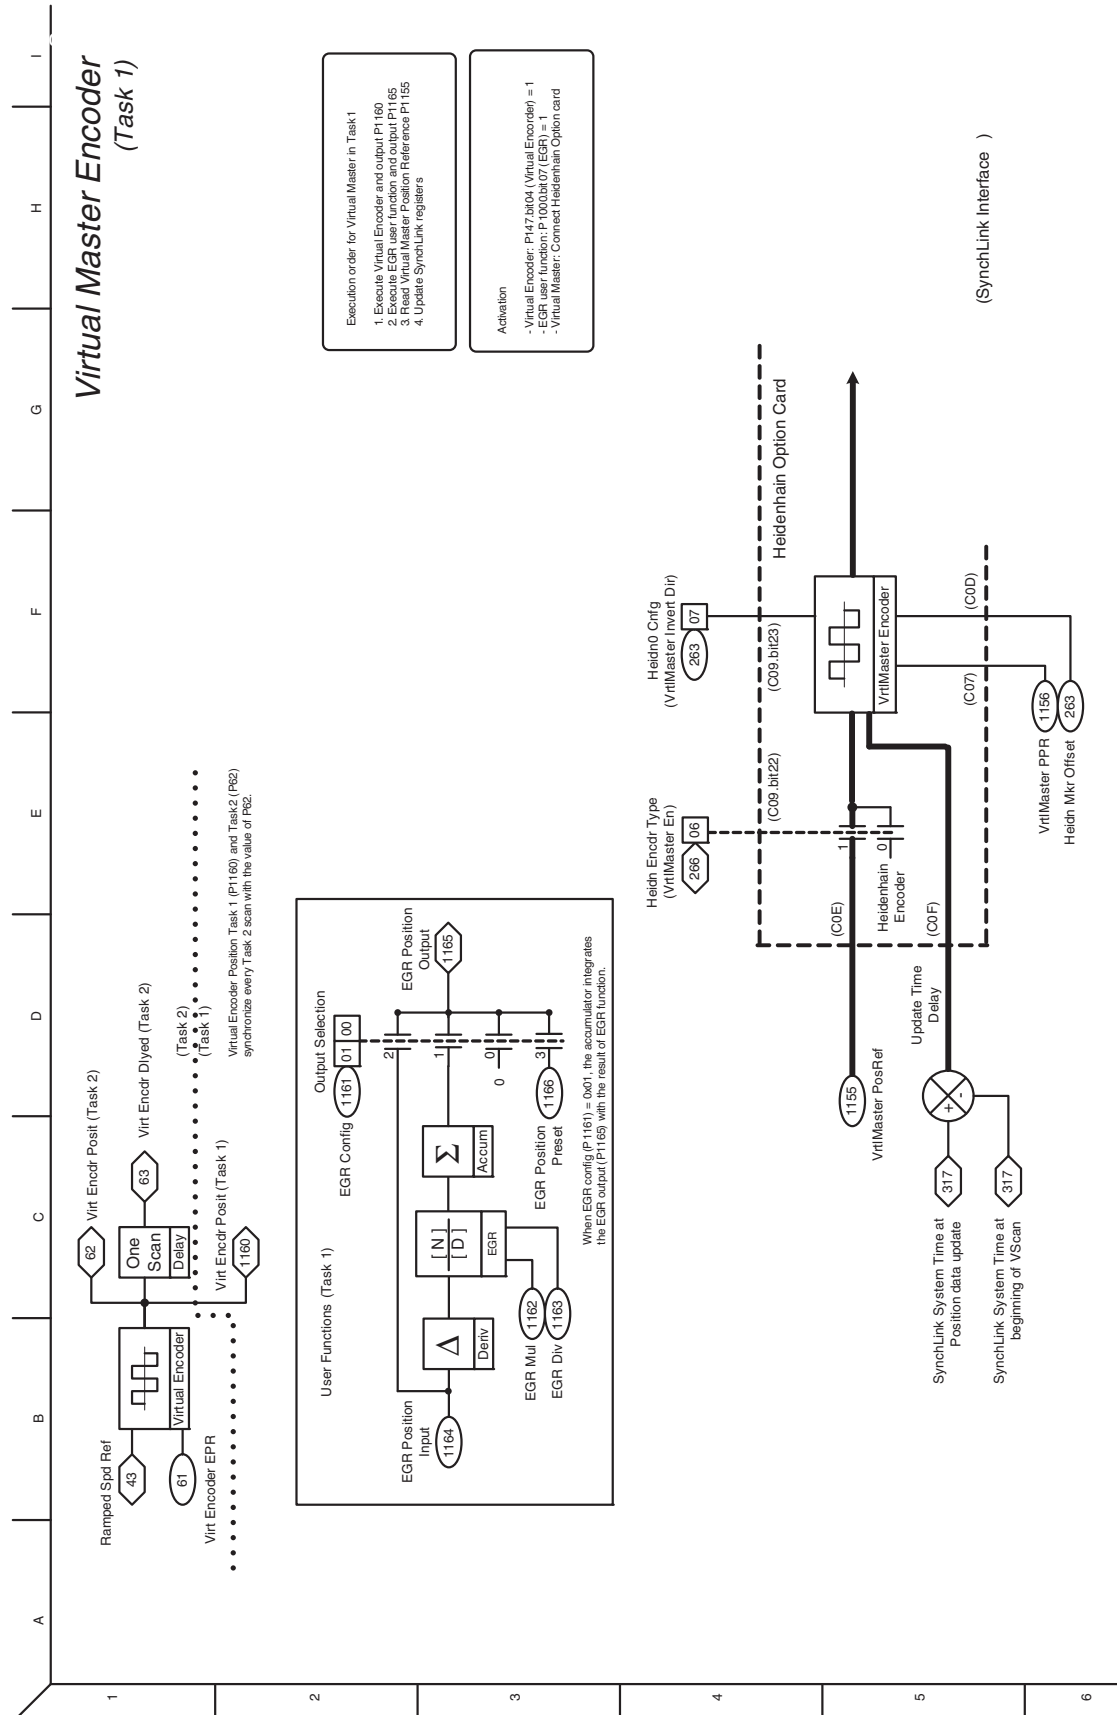 Virtual Master Encoder
(Task 1)
A
B
C
D
E
F
G
H
I
1
2
3
4
5
6
Ramped Spd Ref
43
61
Virt Encoder EPR
Virtual Encoder
62
Virt Encdr Posit (Task 2)
One
Scan
Delay
63
Virt Encdr Dlyed (Task 2)
Virt Encdr Posit (Task 1)
1160
(Task 2)
(Task 1)
Virtual Encoder Position Task 1 (P1160) and Task2 (P62)
synchronize every Task 2 scan with the value of P62.
Execution order for Virtual Master in Task1
1. Execute Virtual Encoder and output P1160
2. Execute EGR user function and output P1165
3. Read Virtual Master Position Reference P1155
4. Update SynchLink registers
Activation
- Virtual Encoder: P147.bit04 (Virtual Encorder) = 1
- EGR user function: P1000.bit 07 (EGR) = 1
- Virtual Master: Connect Heidenhain Option card
User Functions (Task 1)
EGR Position
Input
1164
Δ
Deriv
[ N ]
[ D ]
EGR
EGR Mul
1162
EGR Div
1163
Σ
Accum
EGR Config
1161
Output Selection
01 00
2
1
0
0
3
EGR Position
Preset
1166
EGR Position
Output
1165
When EGR config (P1161) = 0x01, the accumulator integrates
the EGR output (P1165) with the result of EGR function.
Heidn Encdr Type
(VrtlMaster En)
266
06
Heidn0 Cnfg
(VrtlMaster Invert Dir)
263
07
Heidenhain Option Card
(C09.bit22)
(C09.bit23)
1155
VrtlMaster PosRef
(C0E)
1
0
Heidenhain
Encoder
VrtlMaster Encoder
(SynchLink Interface )
Update Time
Delay
(C0F)
+
-
317
SynchLink System Time at
Position data update
317
SynchLink System Time at
beginning of VScan
(C07)
(C0D)
VrtlMaster PPR
1156
Heidn Mkr Offset
263